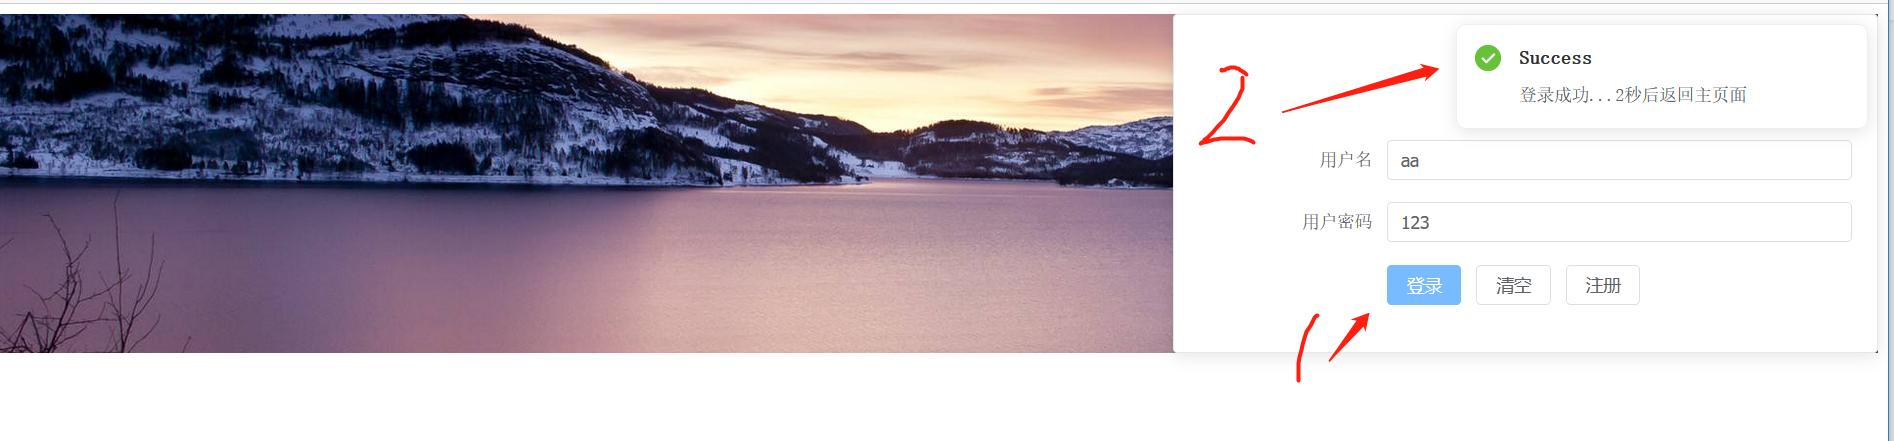 2
Success
登录成功...2秒后返回主页面
用户名
aa
用户密码
123
登录 清空 注册
1